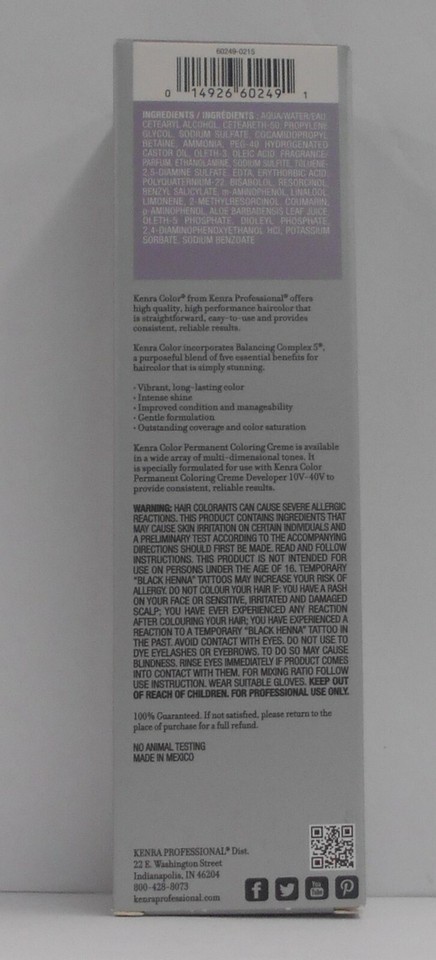 60249-0215
0 14926 60249 1
INGREDIENTS / INGRÉDIENTS : AQUA/WATER/EAU,
CETEARYL ALCOHOL, CETEARETH-50, PROPYLENE
GLYCOL, SODIUM SULFATE, COCAMIDOPROPYL
BETAINE, AMMONIA, PEG-40 HYDROGENATED
CASTOR OIL, OLETH-3, OLEIC ACID, FRAGRANCE/
PARFUM, ETHANOLAMINE, SODIUM SULFITE, TOLUENE-
2,5-DIAMINE SULFATE, EDTA, ERYTHORBIC ACID,
POLYQUATERNIUM-22, BISABOLOL, RESORCINOL,
BENZYL SALICYLATE, m-AMINOPHENOL, LINALOOL,
LIMONENE, 2-METHYLRESORCINOL, COUMARIN,
p-AMINOPHENOL, ALOE BARBADENSIS LEAF JUICE,
OLETH-5 PHOSPHATE, DIOLEYL PHOSPHATE,
2,4-DIAMINOPHENOXYETHANOL HCl, POTASSIUM
SORBATE, SODIUM BENZOATE
Kenra Color® from Kenra Professional® offers
high quality, high performance haircolor that
is straightforward, easy-to-use and provides
consistent, reliable results.
Kenra Color incorporates Balancing Complex 5®,
a purposeful blend of five essential benefits for
haircolor that is simply stunning.
• Vibrant, long-lasting color
• Intense shine
• Improved condition and manageability
• Gentle formulation
• Outstanding coverage and color saturation
Kenra Color Permanent Coloring Creme is available
in a wide array of multi-dimensional tones. It
is specially formulated for use with Kenra Color
Permanent Coloring Creme Developer 10V-40V to
provide consistent, reliable results.
WARNING: HAIR COLORANTS CAN CAUSE SEVERE ALLERGIC
REACTIONS. THIS PRODUCT CONTAINS INGREDIENTS THAT
MAY CAUSE SKIN IRRITATION ON CERTAIN INDIVIDUALS AND
A PRELIMINARY TEST ACCORDING TO THE ACCOMPANYING
DIRECTIONS SHOULD FIRST BE MADE. READ AND FOLLOW
INSTRUCTIONS. THIS PRODUCT IS NOT INTENDED FOR
USE ON PERSONS UNDER THE AGE OF 16. TEMPORARY
"BLACK HENNA" TATTOOS MAY INCREASE YOUR RISK OF
ALLERGY. DO NOT COLOUR YOUR HAIR IF: YOU HAVE A RASH
ON YOUR FACE OR SENSITIVE, IRRITATED AND DAMAGED
SCALP; YOU HAVE EVER EXPERIENCED ANY REACTION
AFTER COLOURING YOUR HAIR; YOU HAVE EXPERIENCED A
REACTION TO A TEMPORARY "BLACK HENNA" TATTOO IN
THE PAST. AVOID CONTACT WITH EYES. DO NOT USE TO
DYE EYELASHES OR EYEBROWS. TO DO SO MAY CAUSE
BLINDNESS. RINSE EYES IMMEDIATELY IF PRODUCT COMES
INTO CONTACT WITH THEM. FOR MIXING RATIO FOLLOW
USE INSTRUCTION. WEAR SUITABLE GLOVES. KEEP OUT
OF REACH OF CHILDREN. FOR PROFESSIONAL USE ONLY.
100% Guaranteed. If not satisfied, please return to the
place of purchase for a full refund.
NO ANIMAL TESTING
MADE IN MEXICO
KENRA PROFESSIONAL® Dist.
22 E. Washington Street
Indianapolis, IN 46204
800-428-8073
kenraprofessional.com
You Tube